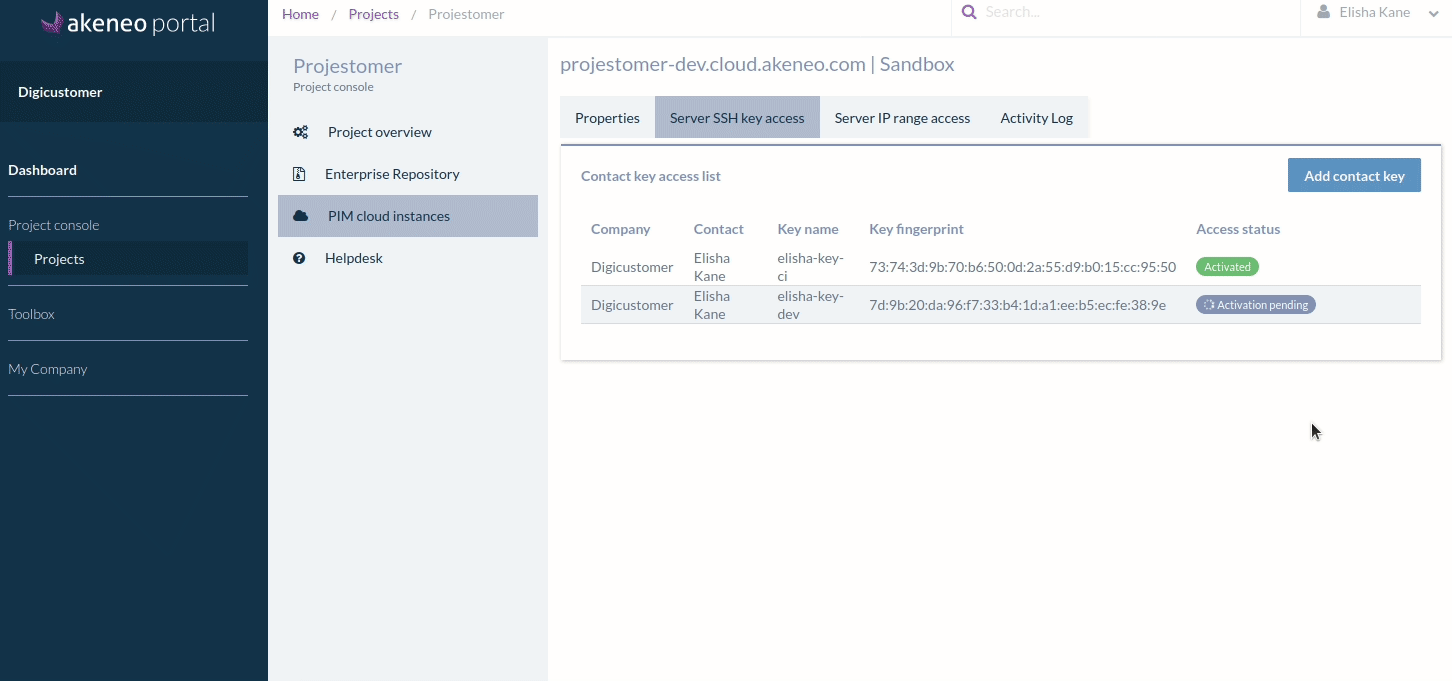 akeneo portal
Home / Projects / Projestomer
Search...
Elisha Kane
Digicustomer
Dashboard
Project console
Projects
Toolbox
My Company
Projestomer
Project console
Project overview
Enterprise Repository
PIM cloud instances
Helpdesk
projestomer-dev.cloud.akeneo.com | Sandbox
Properties
Server SSH key access
Server IP range access
Activity Log
Contact key access list
Add contact key
Company Contact Key name Key fingerprint Access status
Digicustomer
Elisha
Kane
elisha-key-
ci
73:74:3d:9b:70:b6:50:0d:2a:55:d9:b0:15:cc:95:50
Activated
Digicustomer
Elisha
Kane
elisha-key-
dev
7d:9b:20:da:96:f7:33:b4:1d:a1:ee:b5:ec:fe:38:9e
Activation pending